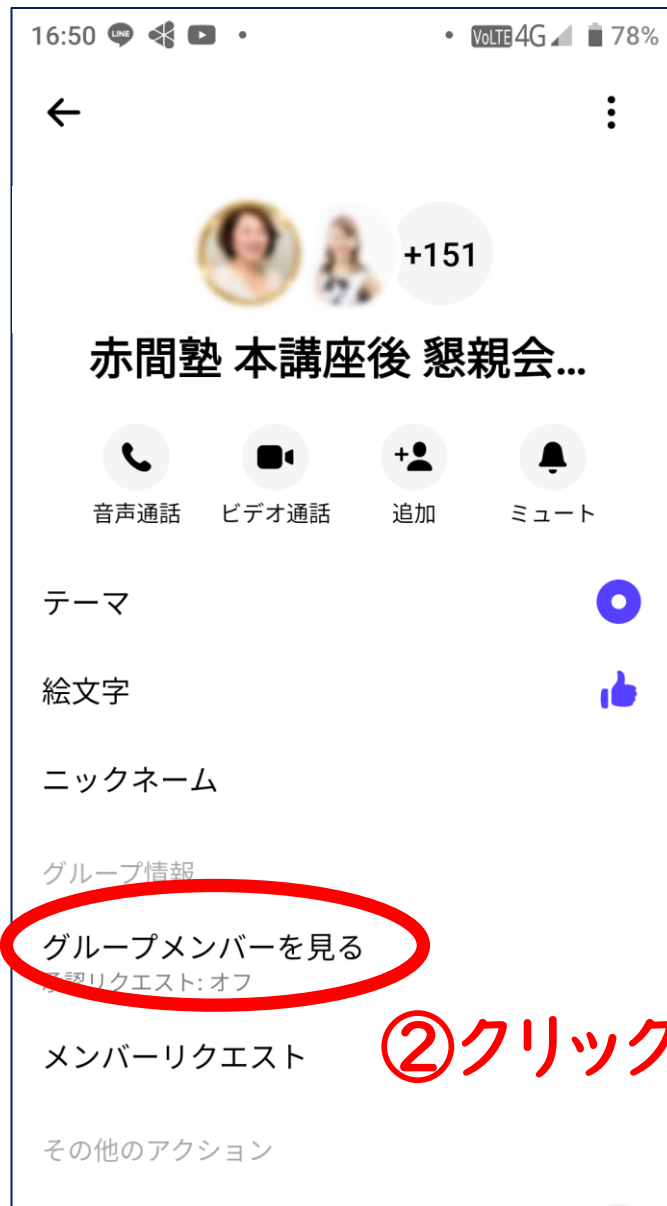 16:50 LINE VoLTE 4G 78%
+151
赤間塾 本講座後 懇親会...
音声通話 ビデオ通話 追加 ミュート
テーマ
絵文字
ニックネーム
グループ情報
グループメンバーを見る
承認リクエスト: オフ
②クリック
メンバーリクエスト
その他のアクション